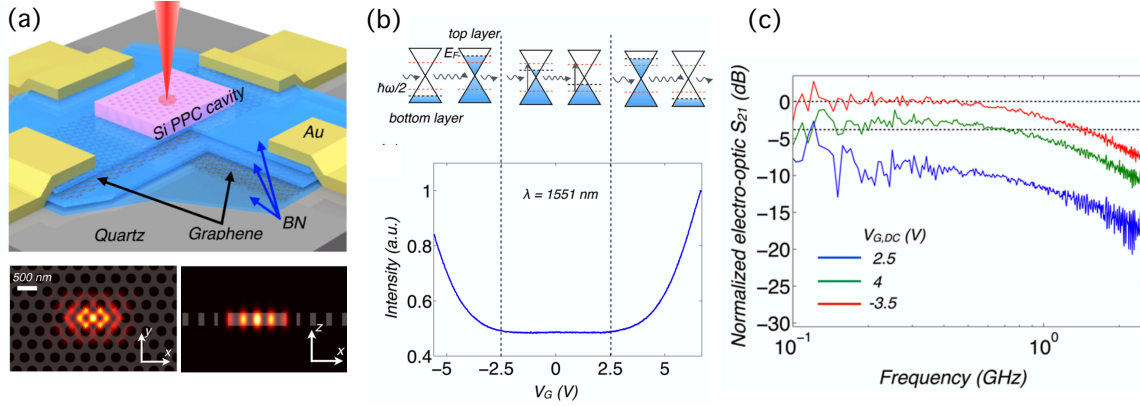 (a)
Si PPC cavity
Au
BN
Graphene
Quartz
500 nm
y
x
z
x
(b)
top layer
E_F
ħω/2
bottom layer
λ = 1551 nm
Intensity (a.u.)
1
0.8
0.6
0.4
−5
−2.5
0
2.5
5
V_G (V)
(c)
Normalized electro-optic S_21 (dB)
5
0
−5
−10
−15
−20
−25
−30
V_G,DC (V)
2.5
4
-3.5
10^-1
10^0
Frequency (GHz)